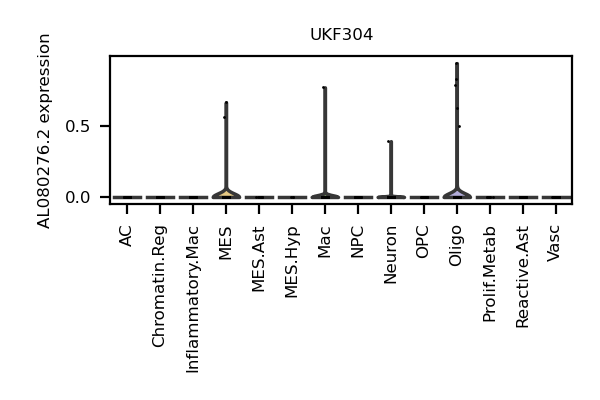 UKF304
AL080276.2 expression
0.5
0.0
AC
Chromatin.Reg
Inflammatory.Mac
MES
MES.Ast
MES.Hyp
Mac
NPC
Neuron
OPC
Oligo
Prolif.Metab
Reactive.Ast
Vasc